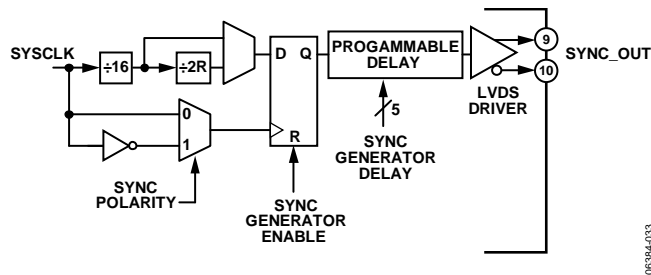 SYSCLK
÷16
÷2R
0
1
SYNC
POLARITY
D Q
R
SYNC
GENERATOR
ENABLE
PROGAMMABLE
DELAY
5
SYNC
GENERATOR
DELAY
LVDS
DRIVER
9
10
SYNC_OUT
06384-033